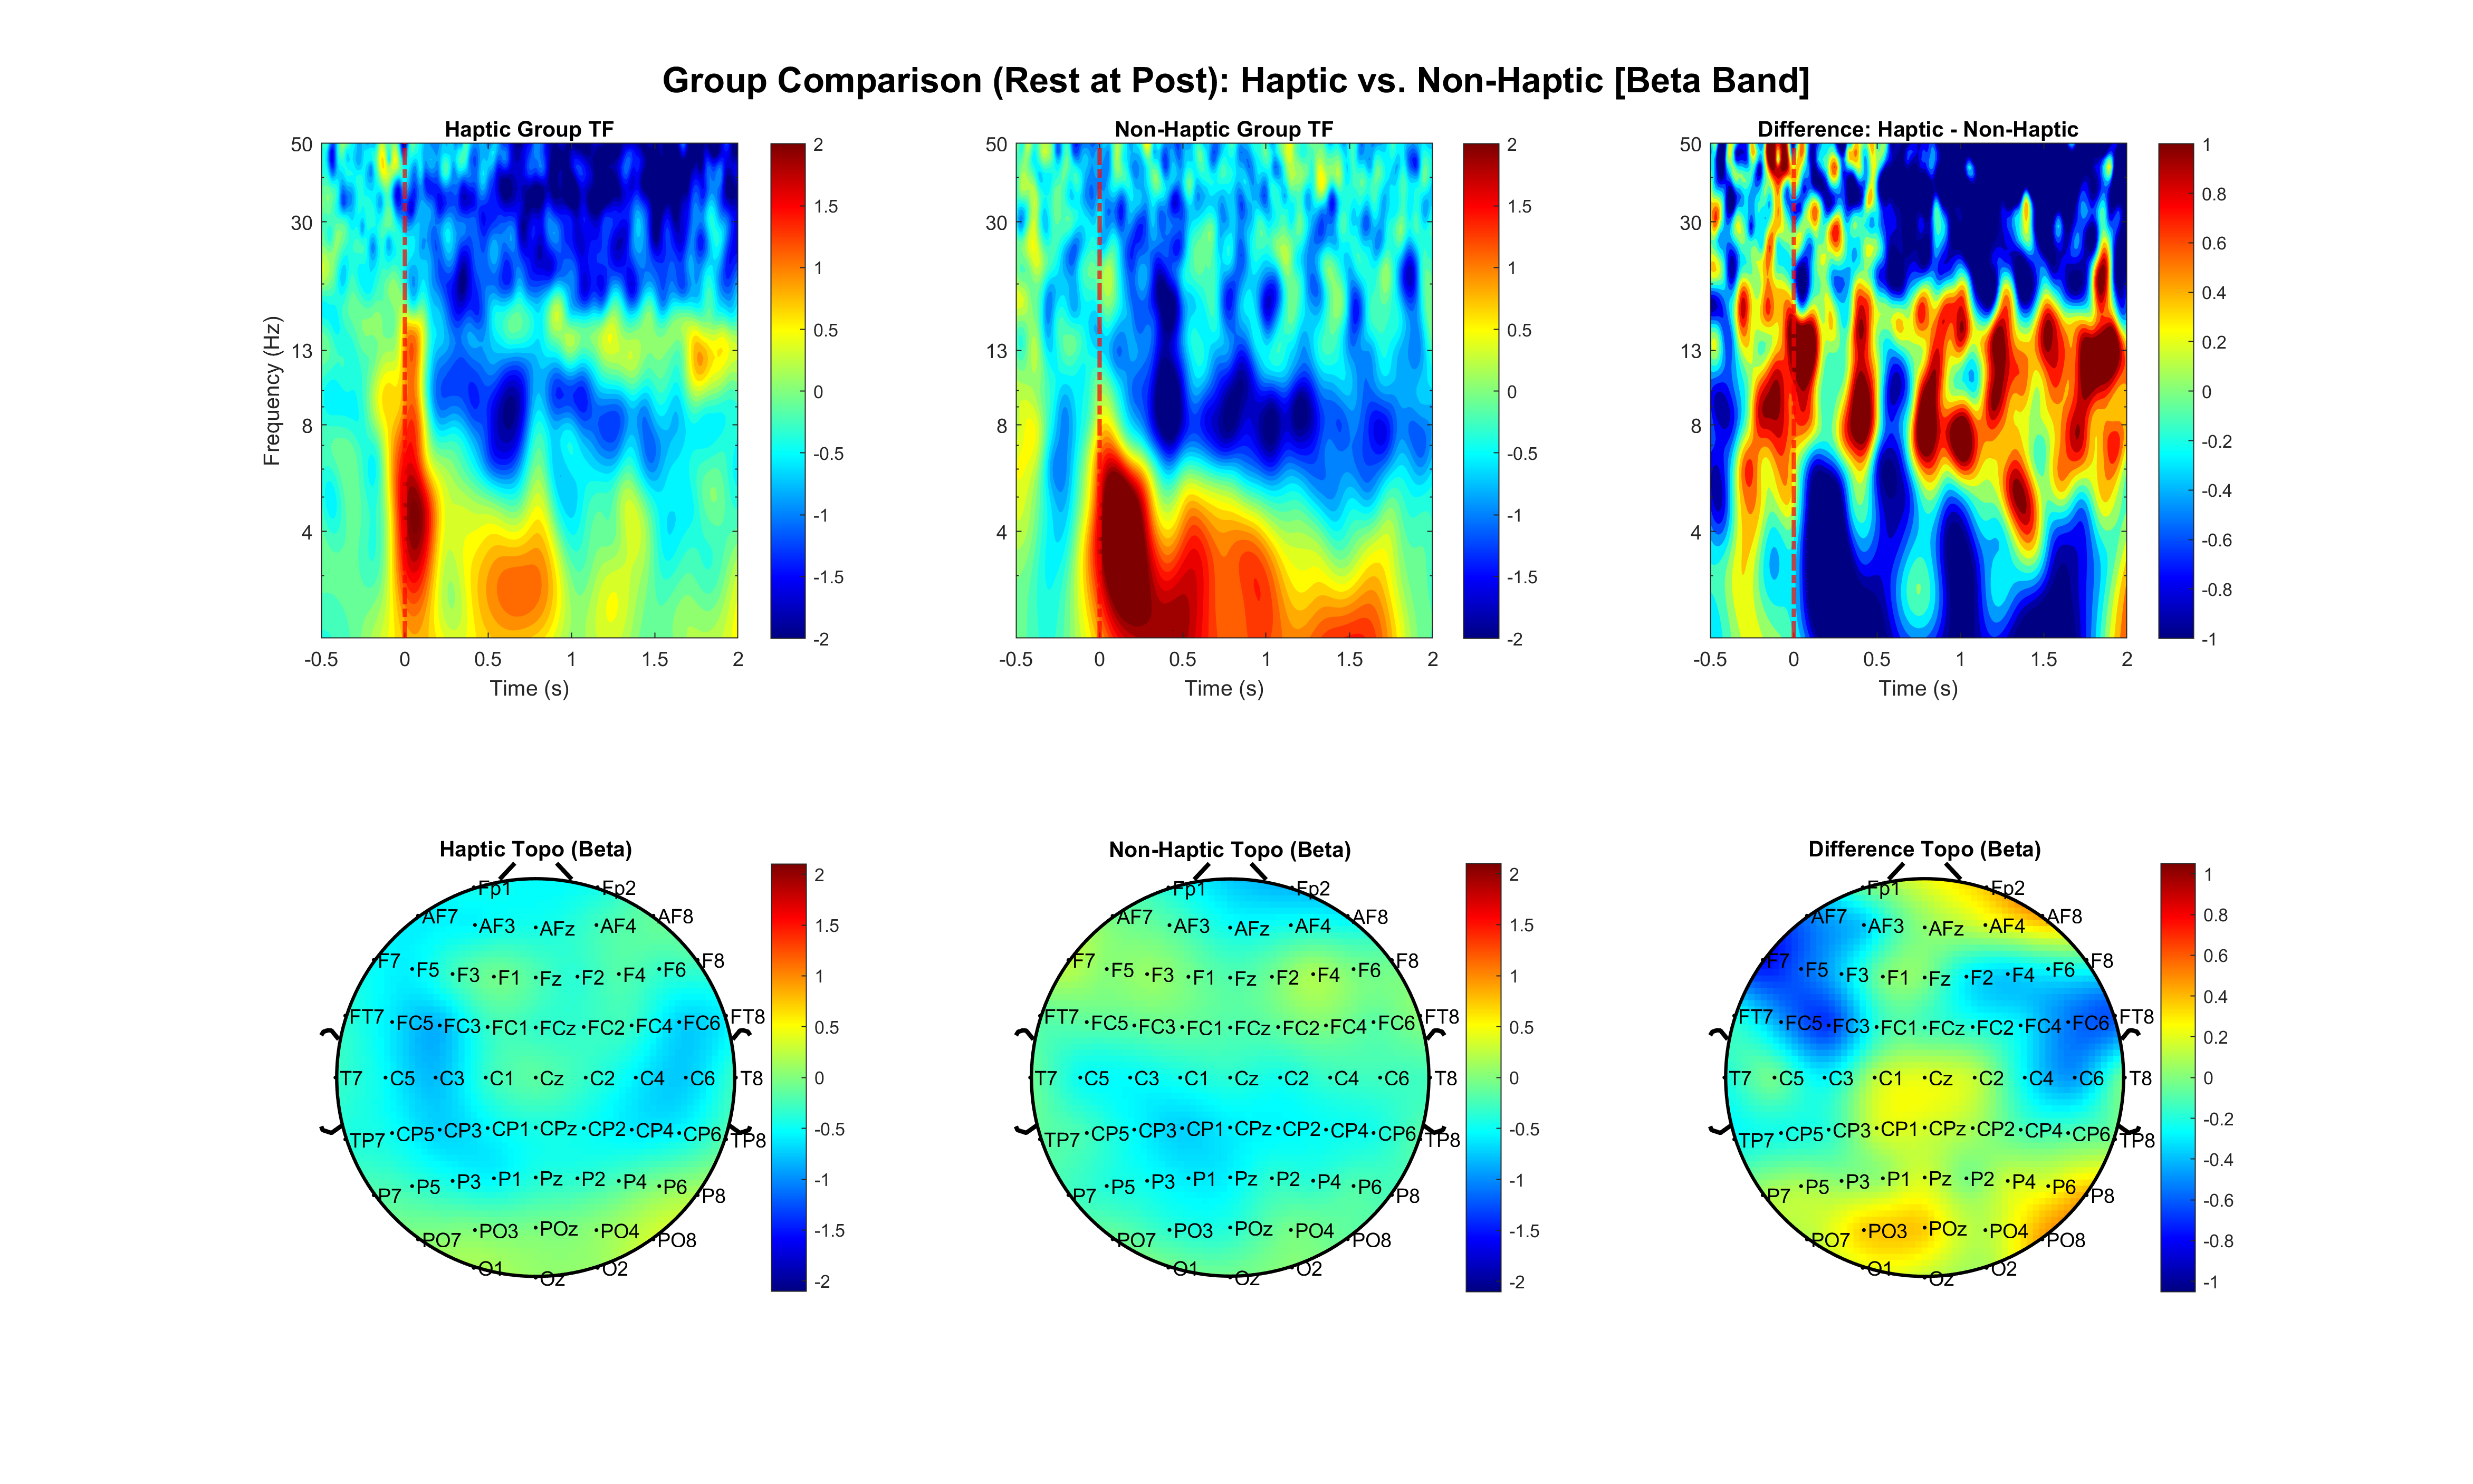 Group Comparison (Rest at Post): Haptic vs. Non-Haptic [Beta Band]
Haptic Group TF
50
30
13
8
4
Frequency (Hz)
-0.5 0 0.5 1 1.5 2
Time (s)
2
1.5
1
0.5
0
-0.5
-1
-1.5
-2
Non-Haptic Group TF
50
30
13
8
4
-0.5 0 0.5 1 1.5 2
Time (s)
2
1.5
1
0.5
0
-0.5
-1
-1.5
-2
Difference: Haptic - Non-Haptic
50
30
13
8
4
-0.5 0 0.5 1 1.5 2
Time (s)
1
0.8
0.6
0.4
0.2
0
-0.2
-0.4
-0.6
-0.8
-1
Haptic Topo (Beta)
Fp1 Fp2
AF7 AF3 AFz AF4 AF8
F7 F5 F3 F1 Fz F2 F4 F6 F8
FT7 FC5 FC3 FC1 FCz FC2 FC4 FC6 FT8
T7 C5 C3 C1 Cz C2 C4 C6 T8
TP7 CP5 CP3 CP1 CPz CP2 CP4 CP6 TP8
P7 P5 P3 P1 Pz P2 P4 P6 P8
PO7 PO3 POz PO4 PO8
O1 Oz O2
2
1.5
1
0.5
0
-0.5
-1
-1.5
-2
Non-Haptic Topo (Beta)
Fp1 Fp2
AF7 AF3 AFz AF4 AF8
F7 F5 F3 F1 Fz F2 F4 F6 F8
FT7 FC5 FC3 FC1 FCz FC2 FC4 FC6 FT8
T7 C5 C3 C1 Cz C2 C4 C6 T8
TP7 CP5 CP3 CP1 CPz CP2 CP4 CP6 TP8
P7 P5 P3 P1 Pz P2 P4 P6 P8
PO7 PO3 POz PO4 PO8
O1 Oz O2
2
1.5
1
0.5
0
-0.5
-1
-1.5
-2
Difference Topo (Beta)
Fp1 Fp2
AF7 AF3 AFz AF4 AF8
F7 F5 F3 F1 Fz F2 F4 F6 F8
FT7 FC5 FC3 FC1 FCz FC2 FC4 FC6 FT8
T7 C5 C3 C1 Cz C2 C4 C6 T8
TP7 CP5 CP3 CP1 CPz CP2 CP4 CP6 TP8
P7 P5 P3 P1 Pz P2 P4 P6 P8
PO7 PO3 POz PO4 PO8
O1 Oz O2
1
0.8
0.6
0.4
0.2
0
-0.2
-0.4
-0.6
-0.8
-1